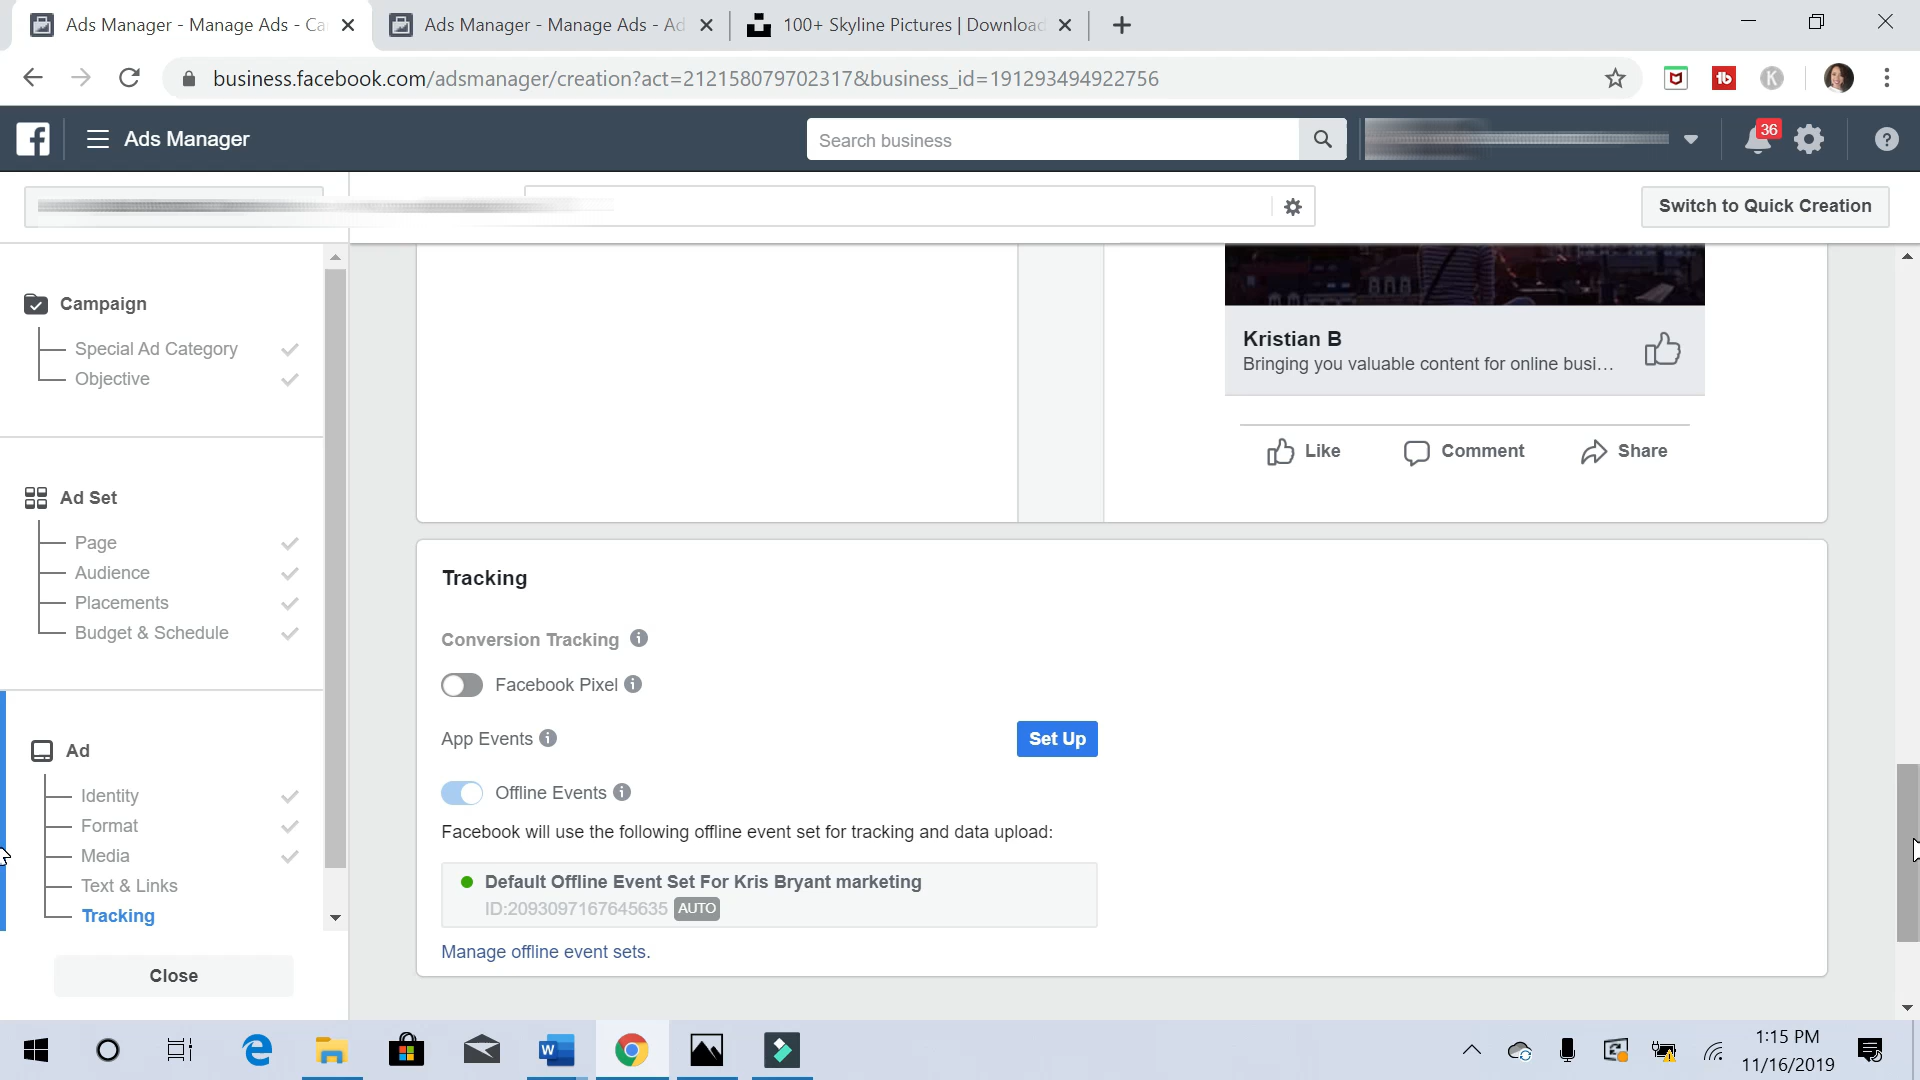 Ads Manager - Manage Ads - Ca
Ads Manager - Manage Ads - Ad
100+ Skyline Pictures | Download
business.facebook.com/adsmanager/creation?act=212158079702317&business_id=191293494922756
Ads Manager
Search business
36
Switch to Quick Creation
Campaign
Special Ad Category
Objective
Ad Set
Page
Audience
Placements
Budget & Schedule
Ad
Identity
Format
Media
Text & Links
Tracking
Close
Kristian B
Bringing you valuable content for online busi...
Like
Comment
Share
Tracking
Conversion Tracking
Facebook Pixel
App Events
Set Up
Offline Events
Facebook will use the following offline event set for tracking and data upload:
Default Offline Event Set For Kris Bryant marketing
ID:2093097167645635 AUTO
Manage offline event sets.
1:15 PM
11/16/2019